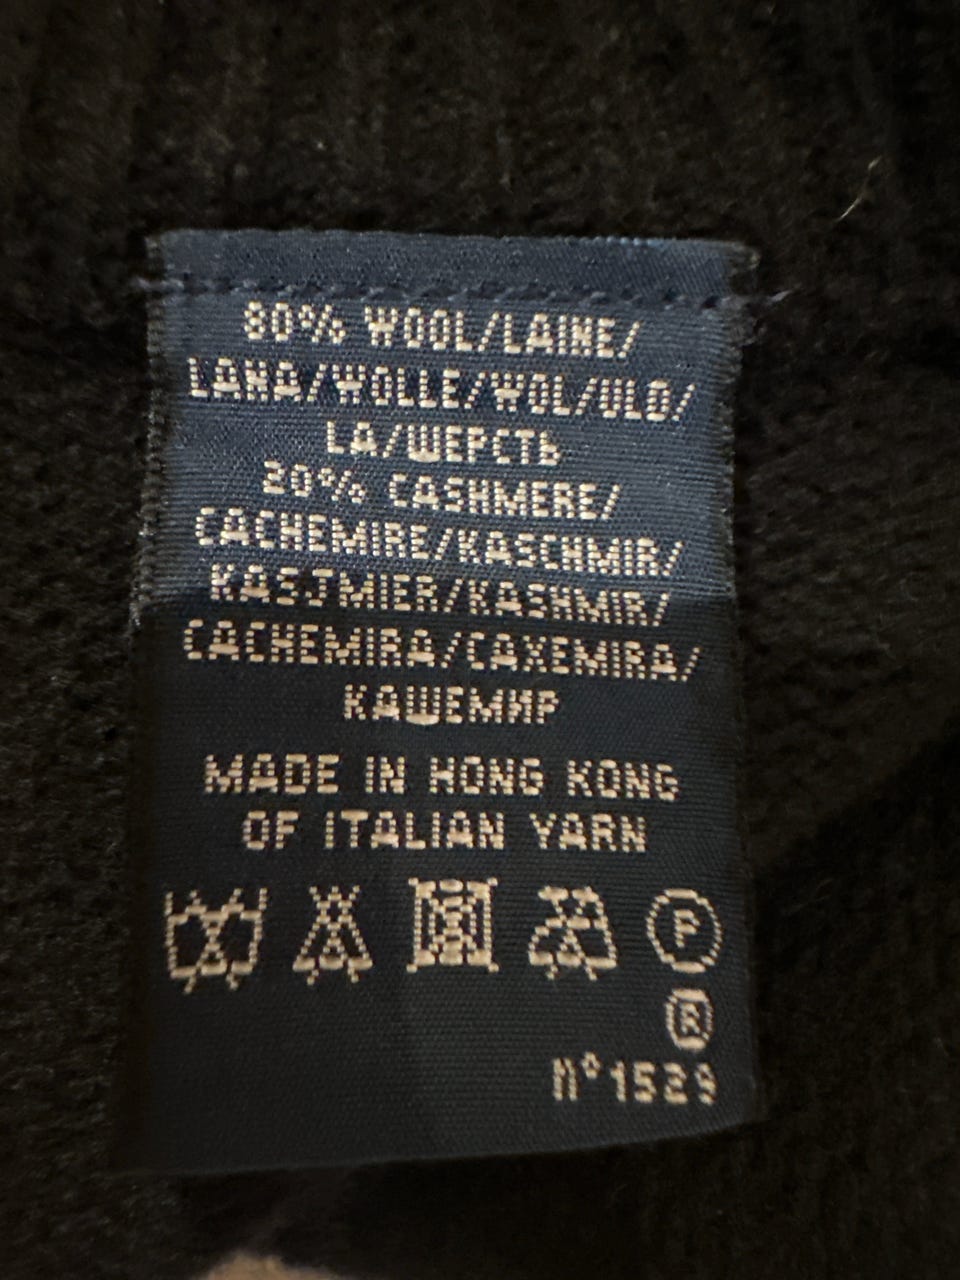 80% WOOL/LAINE/
LANA/WOLLE/WOL/ULO/
LA/ШЕРСТЬ
20% CASHMERE/
CACHEMIRE/KASCHMIR/
KASJMIER/KASHMIR/
CACHEMIRA/CAXEMIRA/
КАШЕМИР
MADE IN HONG KONG
OF ITALIAN YARN
P
R
n°1529